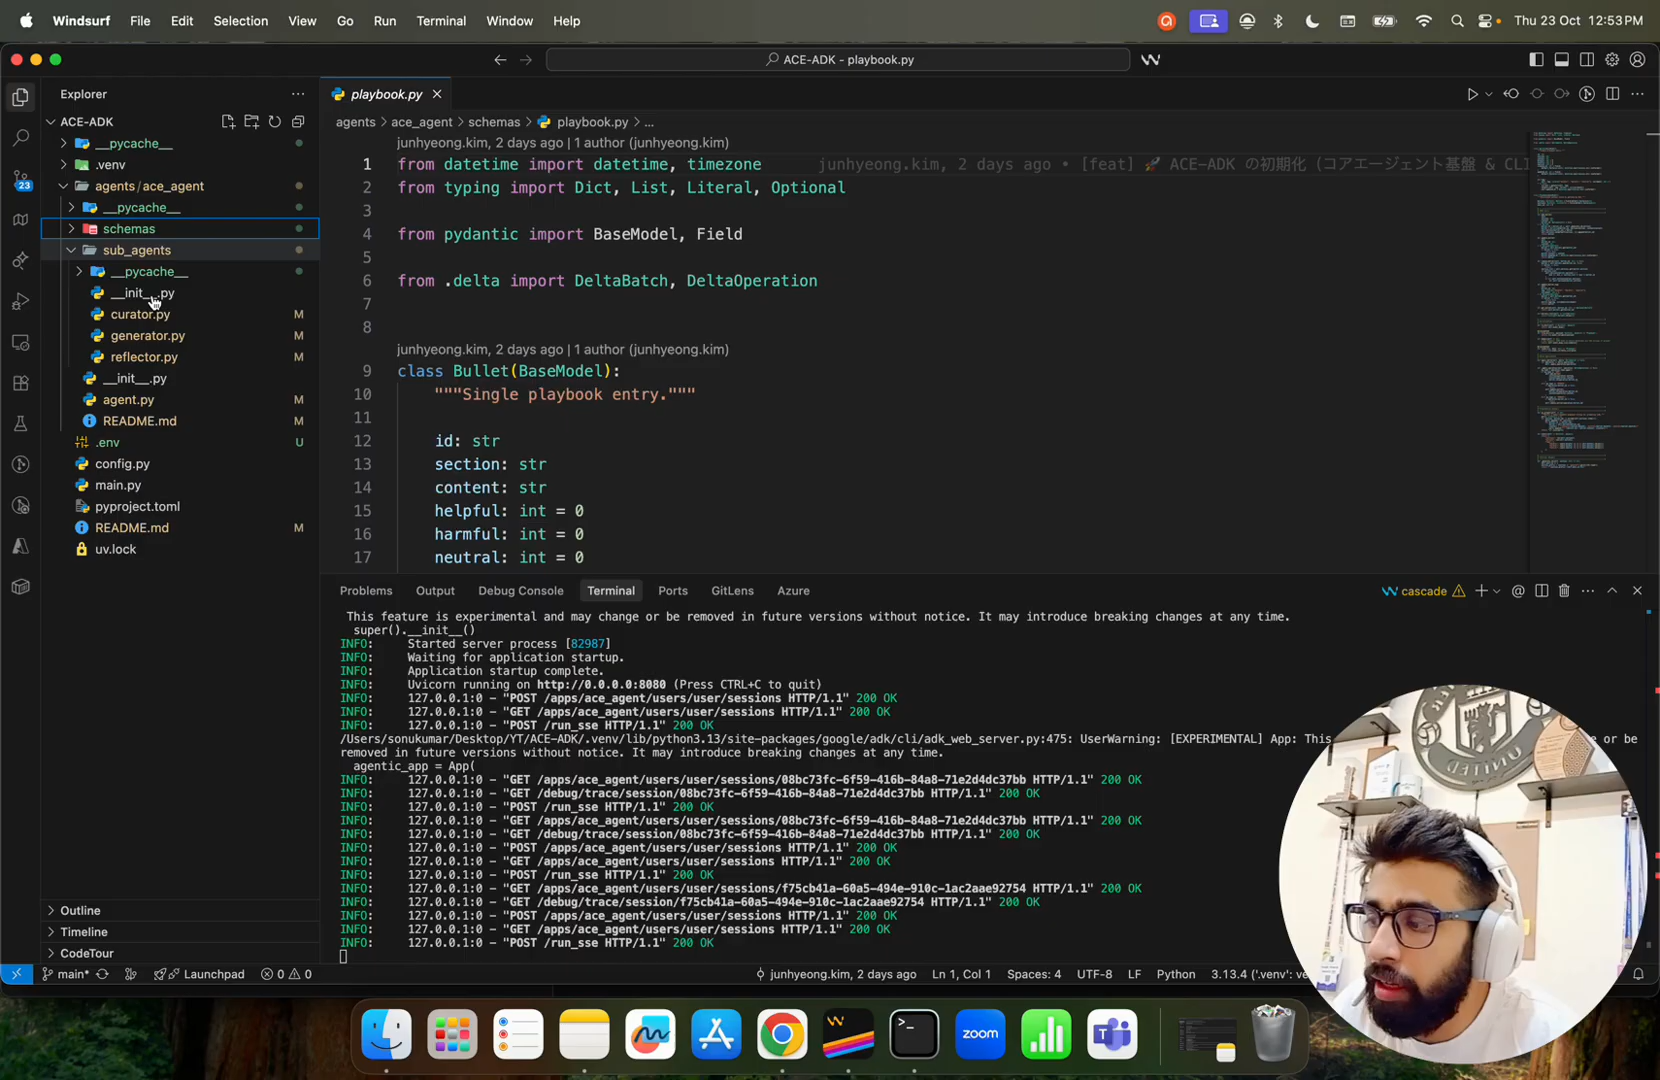 Windsurf File Edit Selection View Go Run Terminal Window Help
Thu 23 Oct 12:53 PM
ACE-ADK - playbook.py
Explorer
ACE-ADK
__pycache__
.venv
agents / ace_agent
__pycache__
schemas
sub_agents
__pycache__
__init__.py
curator.py M
generator.py M
reflector.py M
__init__.py
agent.py M
README.md M
.env U
config.py
main.py
pyproject.toml
README.md M
uv.lock
Outline
Timeline
CodeTour
23
playbook.py
agents > ace_agent > schemas > playbook.py > ...
junhyeong.kim, 2 days ago | 1 author (junhyeong.kim)
1 from datetime import datetime, timezone junhyeong.kim, 2 days ago • [feat] 🚀 ACE-ADK の初期化 (コアエージェント基盤 & CLI
2 from typing import Dict, List, Literal, Optional
3
4 from pydantic import BaseModel, Field
5
6 from .delta import DeltaBatch, DeltaOperation
7
8
junhyeong.kim, 2 days ago | 1 author (junhyeong.kim)
9 class Bullet(BaseModel):
10 """Single playbook entry."""
11
12 id: str
13 section: str
14 content: str
15 helpful: int = 0
16 harmful: int = 0
17 neutral: int = 0
Problems Output Debug Console Terminal Ports GitLens Azure
cascade
This feature is experimental and may change or be removed in future versions without notice. It may introduce breaking changes at any time.
super().__init__()
INFO: Started server process [82987]
INFO: Waiting for application startup.
INFO: Application startup complete.
INFO: Uvicorn running on http://0.0.0.0:8080 (Press CTRL+C to quit)
INFO: 127.0.0.1:0 - "POST /apps/ace_agent/users/user/sessions HTTP/1.1" 200 OK
INFO: 127.0.0.1:0 - "GET /apps/ace_agent/users/user/sessions HTTP/1.1" 200 OK
INFO: 127.0.0.1:0 - "POST /run_sse HTTP/1.1" 200 OK
/Users/sonukumar/Desktop/YT/ACE-ADK/.venv/lib/python3.13/site-packages/google/adk/cli/adk_web_server.py:475: UserWarning: [EXPERIMENTAL] App: This e or be
removed in future versions without notice. It may introduce breaking changes at any time.
agentic_app = App(
INFO: 127.0.0.1:0 - "GET /apps/ace_agent/users/user/sessions/08bc73fc-6f59-416b-84a8-71e2d4dc37bb HTTP/1.1" 200 OK
INFO: 127.0.0.1:0 - "GET /debug/trace/session/08bc73fc-6f59-416b-84a8-71e2d4dc37bb HTTP/1.1" 200 OK
INFO: 127.0.0.1:0 - "POST /run_sse HTTP/1.1" 200 OK
INFO: 127.0.0.1:0 - "GET /apps/ace_agent/users/user/sessions/08bc73fc-6f59-416b-84a8-71e2d4dc37bb HTTP/1.1" 200 OK
INFO: 127.0.0.1:0 - "GET /debug/trace/session/08bc73fc-6f59-416b-84a8-71e2d4dc37bb HTTP/1.1" 200 OK
INFO: 127.0.0.1:0 - "POST /apps/ace_agent/users/user/sessions HTTP/1.1" 200 OK
INFO: 127.0.0.1:0 - "GET /apps/ace_agent/users/user/sessions HTTP/1.1" 200 OK
INFO: 127.0.0.1:0 - "POST /run_sse HTTP/1.1" 200 OK
INFO: 127.0.0.1:0 - "GET /apps/ace_agent/users/user/sessions/f75cb41a-60a5-494e-910c-1ac2aae92754 HTTP/1.1" 200 OK
INFO: 127.0.0.1:0 - "GET /debug/trace/session/f75cb41a-60a5-494e-910c-1ac2aae92754 HTTP/1.1" 200 OK
INFO: 127.0.0.1:0 - "POST /apps/ace_agent/users/user/sessions HTTP/1.1" 200 OK
INFO: 127.0.0.1:0 - "GET /apps/ace_agent/users/user/sessions HTTP/1.1" 200 OK
INFO: 127.0.0.1:0 - "POST /run_sse HTTP/1.1" 200 OK
UNITED
main* Launchpad 0 0 junhyeong.kim, 2 days ago Ln 1, Col 1 Spaces: 4 UTF-8 LF Python 3.13.4 ('.venv': ve
zoom